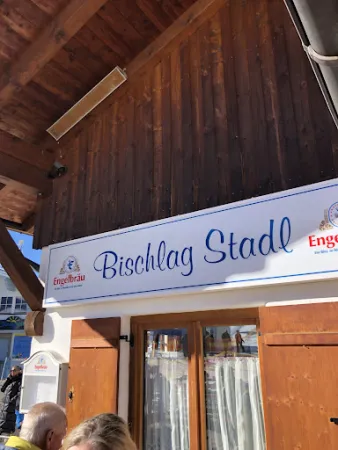 Engelbräu
Bischlag Stadl
Enge